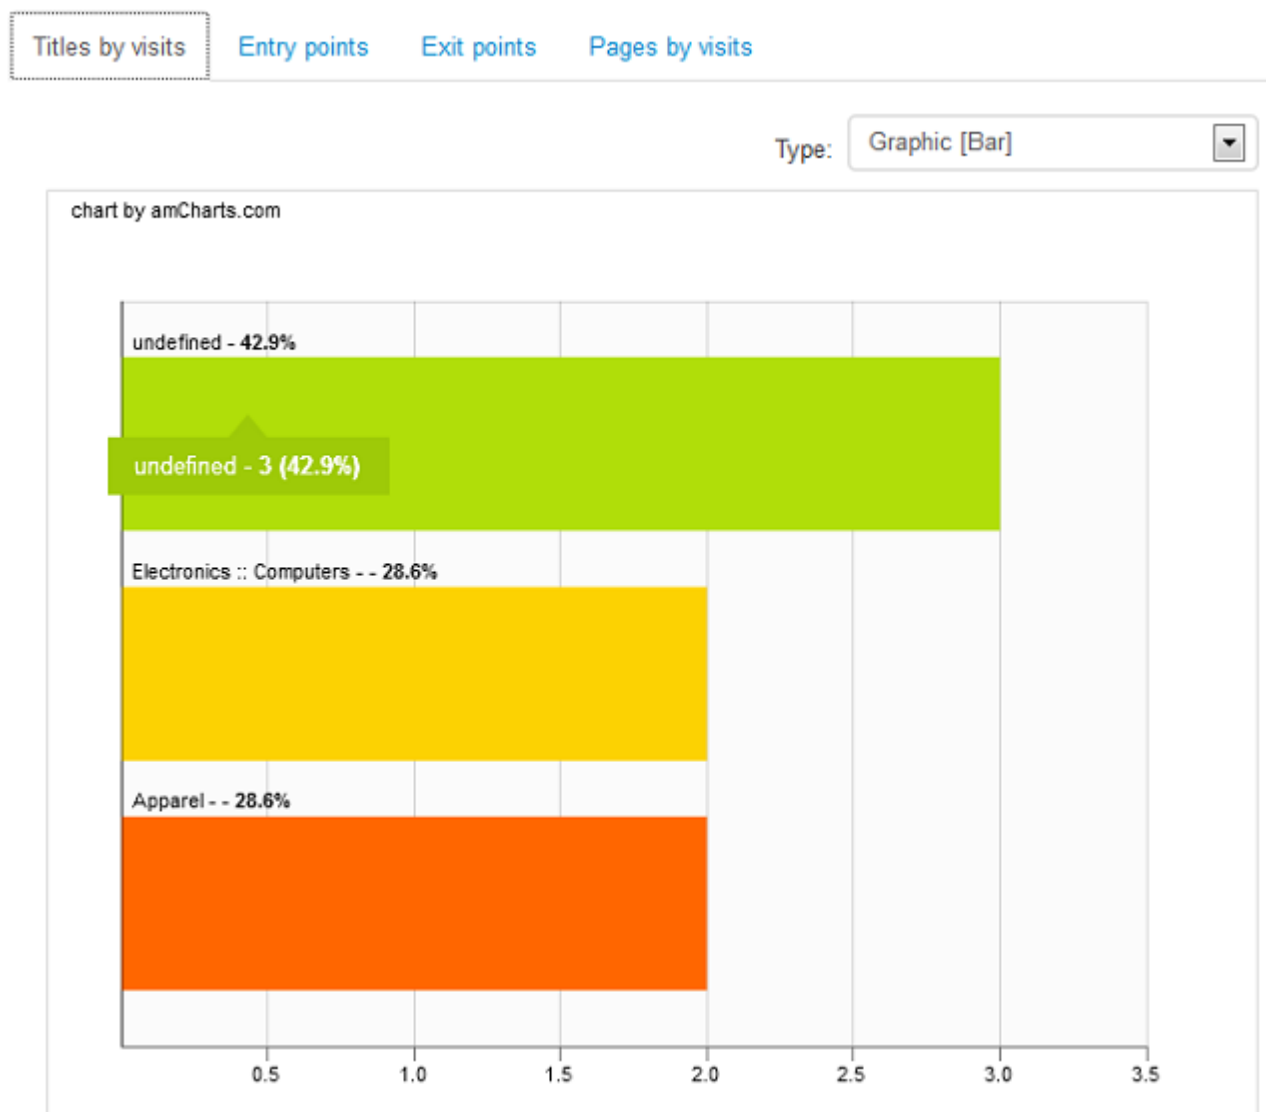 Titles by visits Entry points Exit points Pages by visits
Type: Graphic [Bar]
chart by amCharts.com
undefined - 42.9%
undefined - 3 (42.9%)
Electronics :: Computers - - 28.6%
Apparel - - 28.6%
0.5 1.0 1.5 2.0 2.5 3.0 3.5